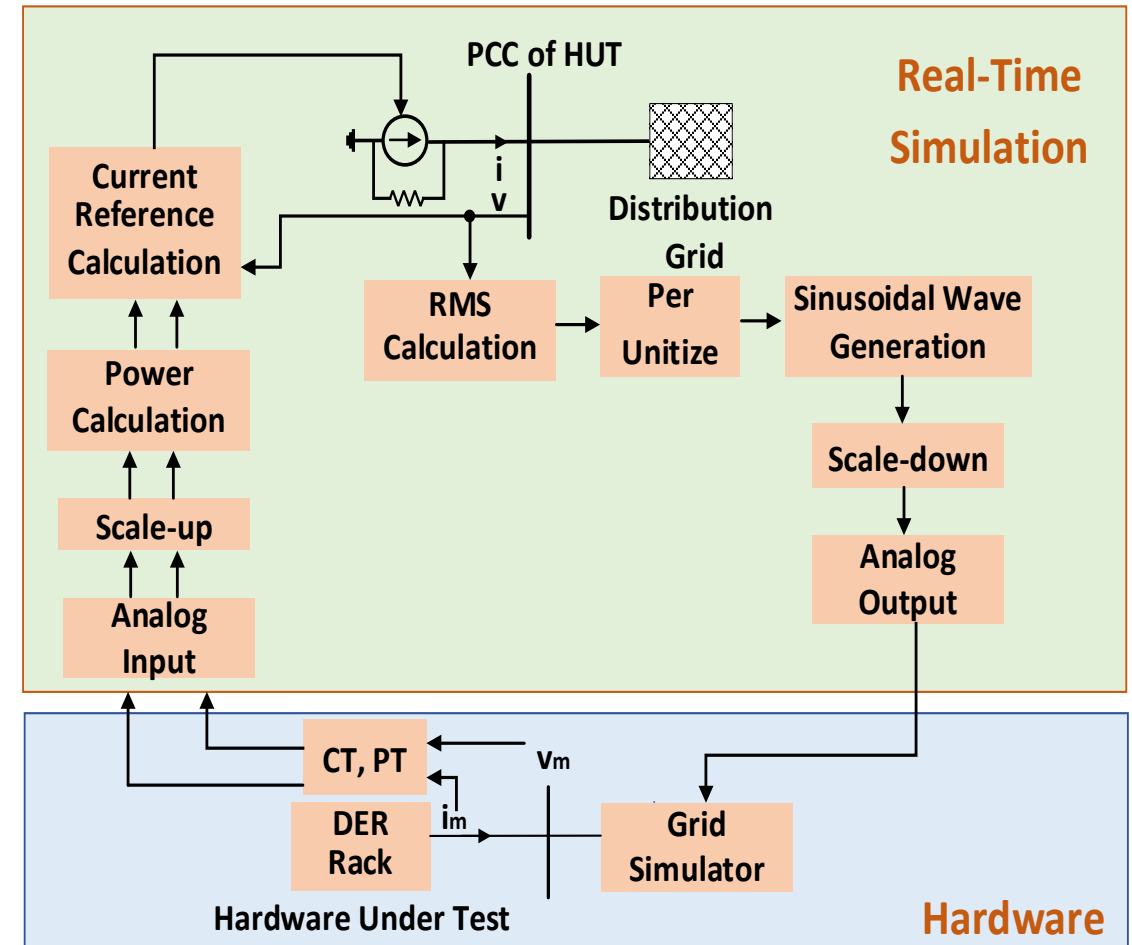 PCC of HUT
Real-Time
Simulation
Current
Reference
Calculation
i
v
Distribution
Grid
RMS
Calculation
Per
Unitize
Sinusoidal Wave
Generation
Power
Calculation
Scale-down
Scale-up
Analog
Output
Analog
Input
CT, PT
vm
im
DER
Rack
Grid
Simulator
Hardware Under Test
Hardware